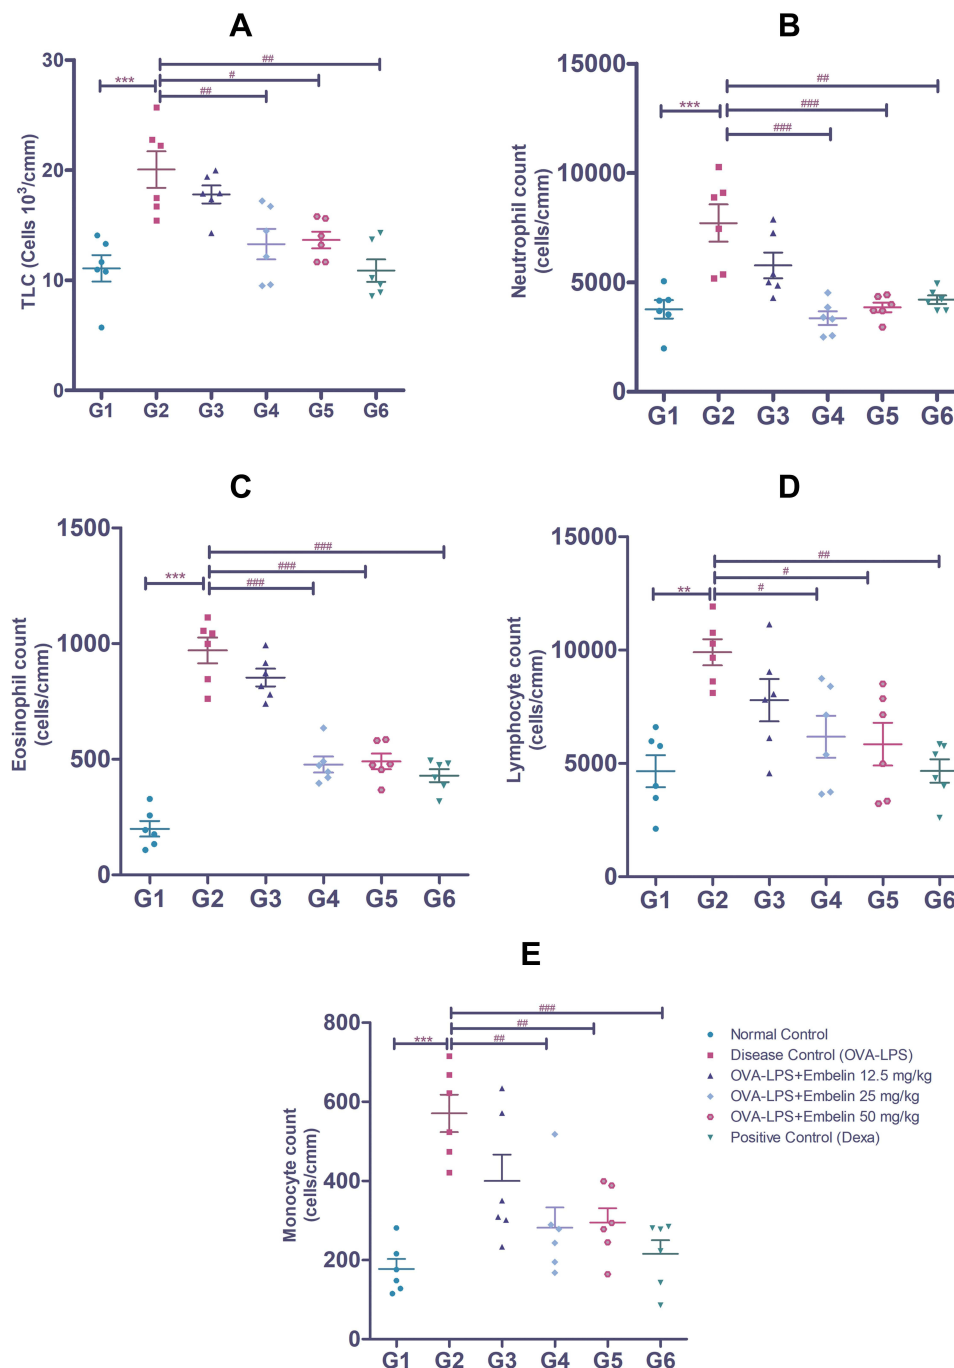 A
TLC (Cells 10³/cmm)
30
20
10
0
***
##
#
##
G1 G2 G3 G4 G5 G6
B
Neutrophil count
(cells/cmm)
15000
10000
5000
0
***
##
###
###
G1 G2 G3 G4 G5 G6
C
Eosinophil count
(cells/cmm)
1500
1000
500
0
***
###
###
###
G1 G2 G3 G4 G5 G6
D
Lymphocyte count
(cells/cmm)
15000
10000
5000
0
**
##
#
#
G1 G2 G3 G4 G5 G6
E
Monocyte count
(cells/cmm)
800
600
400
200
0
***
###
##
##
G1 G2 G3 G4 G5 G6
Normal Control
Disease Control (OVA-LPS)
OVA-LPS+Embelin 12.5 mg/kg
OVA-LPS+Embelin 25 mg/kg
OVA-LPS+Embelin 50 mg/kg
Positive Control (Dexa)